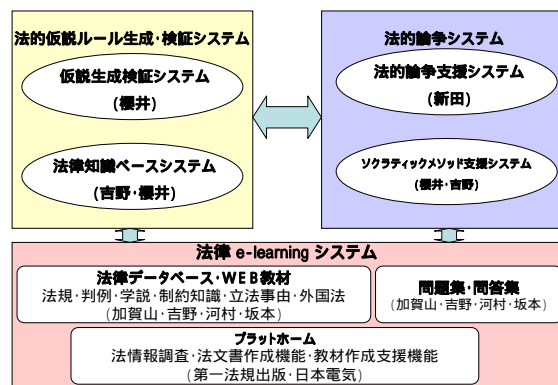 法的仮説ルール生成・検証システム
仮説生成検証システム
(櫻井)
法律知識ベースシステム
(吉野・櫻井)
法的論争システム
法的論争支援システム
(新田)
ソクラティックメソッド支援システム
(櫻井・吉野)
法律 e-learning システム
法律データベース・WEB教材
法規・判例・学説・制約知識・立法事由・外国法
(加賀山・吉野・河村・坂本)
問題集・問答集
(加賀山・吉野・河村・坂本)
プラットホーム
法情報調査・法文書作成機能・教材作成支援機能
(第一法規出版・日本電気)